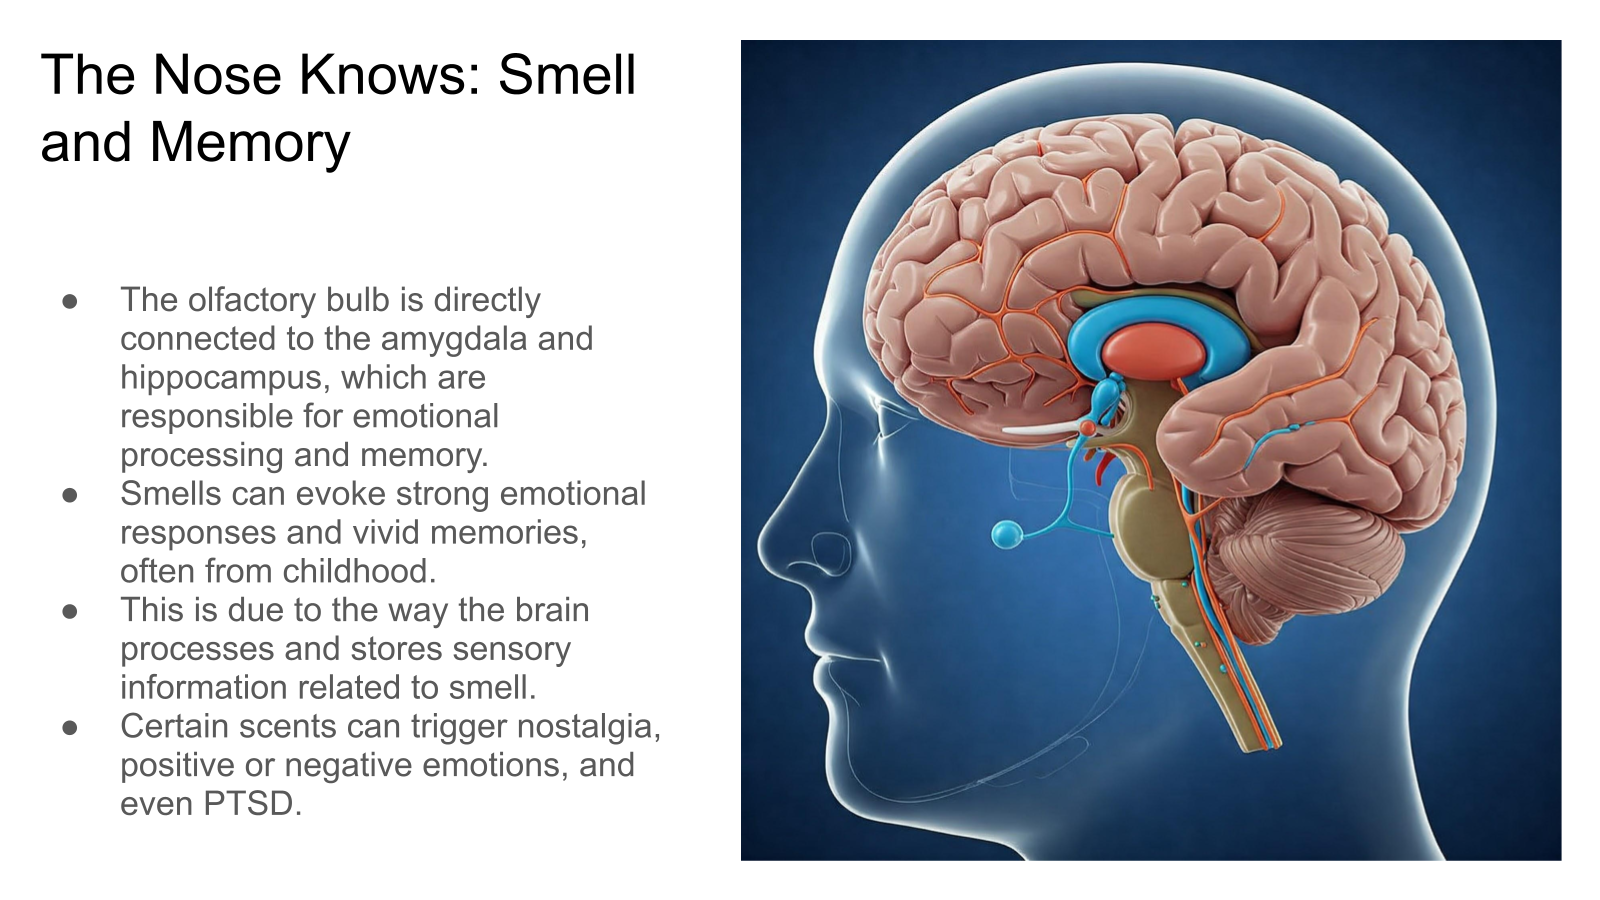 The Nose Knows: Smell
and Memory
● The olfactory bulb is directly
connected to the amygdala and
hippocampus, which are
responsible for emotional
processing and memory.
● Smells can evoke strong emotional
responses and vivid memories,
often from childhood.
● This is due to the way the brain
processes and stores sensory
information related to smell.
● Certain scents can trigger nostalgia,
positive or negative emotions, and
even PTSD.